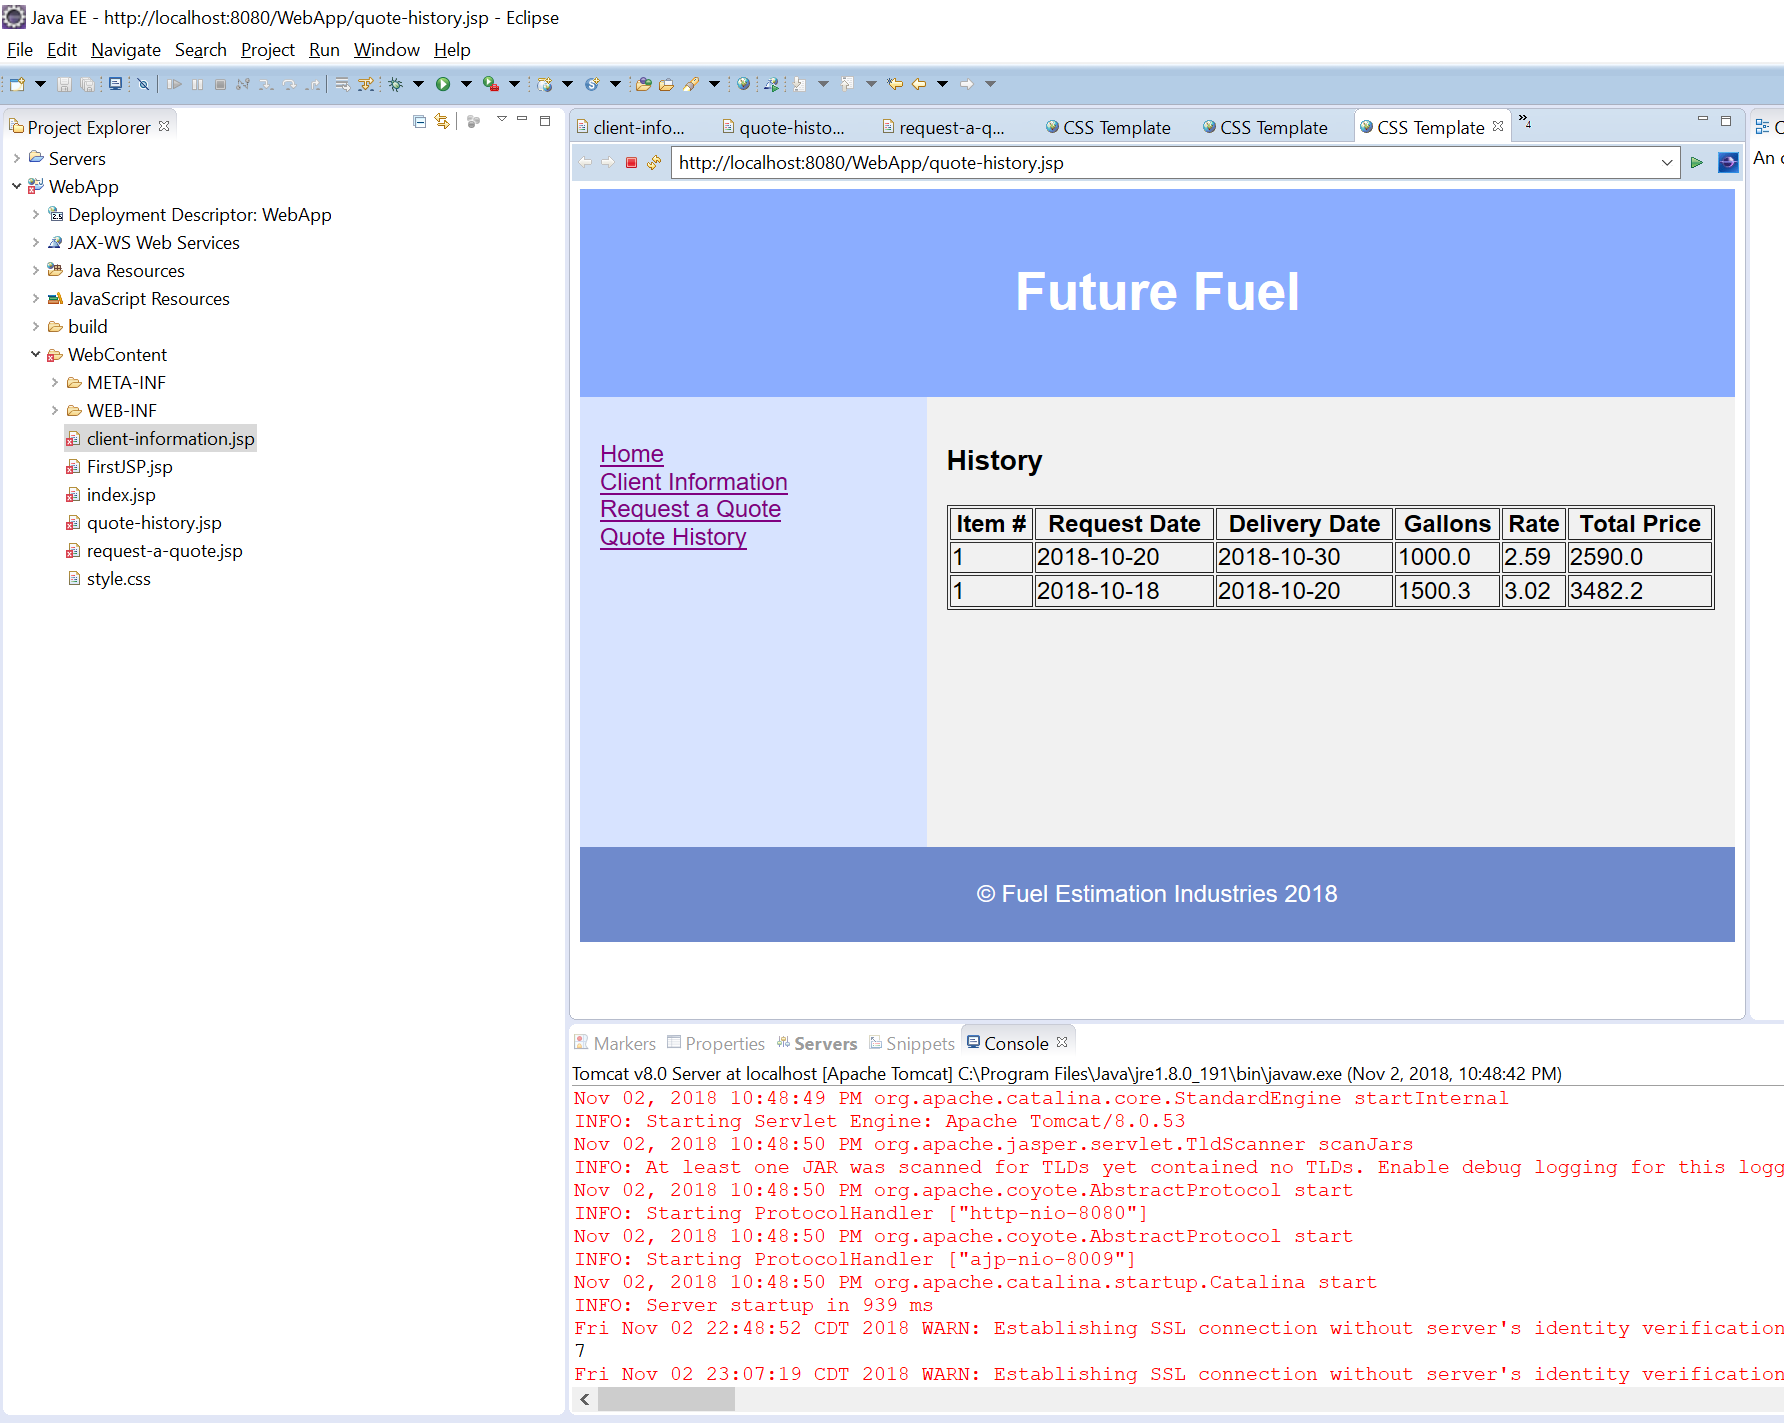 Java EE - http://localhost:8080/WebApp/quote-history.jsp - Eclipse
File Edit Navigate Search Project Run Window Help
Project Explorer
Servers
WebApp
Deployment Descriptor: WebApp
JAX-WS Web Services
Java Resources
JavaScript Resources
build
WebContent
META-INF
WEB-INF
client-information.jsp
FirstJSP.jsp
index.jsp
quote-history.jsp
request-a-quote.jsp
style.css
client-info... quote-histo... request-a-q... CSS Template CSS Template CSS Template »4
http://localhost:8080/WebApp/quote-history.jsp
An
Future Fuel
Home
Client Information
Request a Quote
Quote History
History
Item # Request Date Delivery Date Gallons Rate Total Price
1 2018-10-20 2018-10-30 1000.0 2.59 2590.0
1 2018-10-18 2018-10-20 1500.3 3.02 3482.2
© Fuel Estimation Industries 2018
Markers Properties Servers Snippets Console
Tomcat v8.0 Server at localhost [Apache Tomcat] C:\Program Files\Java\jre1.8.0_191\bin\javaw.exe (Nov 2, 2018, 10:48:42 PM)
Nov 02, 2018 10:48:49 PM org.apache.catalina.core.StandardEngine startInternal
INFO: Starting Servlet Engine: Apache Tomcat/8.0.53
Nov 02, 2018 10:48:50 PM org.apache.jasper.servlet.TldScanner scanJars
INFO: At least one JAR was scanned for TLDs yet contained no TLDs. Enable debug logging for this logg
Nov 02, 2018 10:48:50 PM org.apache.coyote.AbstractProtocol start
INFO: Starting ProtocolHandler ["http-nio-8080"]
Nov 02, 2018 10:48:50 PM org.apache.coyote.AbstractProtocol start
INFO: Starting ProtocolHandler ["ajp-nio-8009"]
Nov 02, 2018 10:48:50 PM org.apache.catalina.startup.Catalina start
INFO: Server startup in 939 ms
Fri Nov 02 22:48:52 CDT 2018 WARN: Establishing SSL connection without server's identity verification
7
Fri Nov 02 23:07:19 CDT 2018 WARN: Establishing SSL connection without server's identity verification